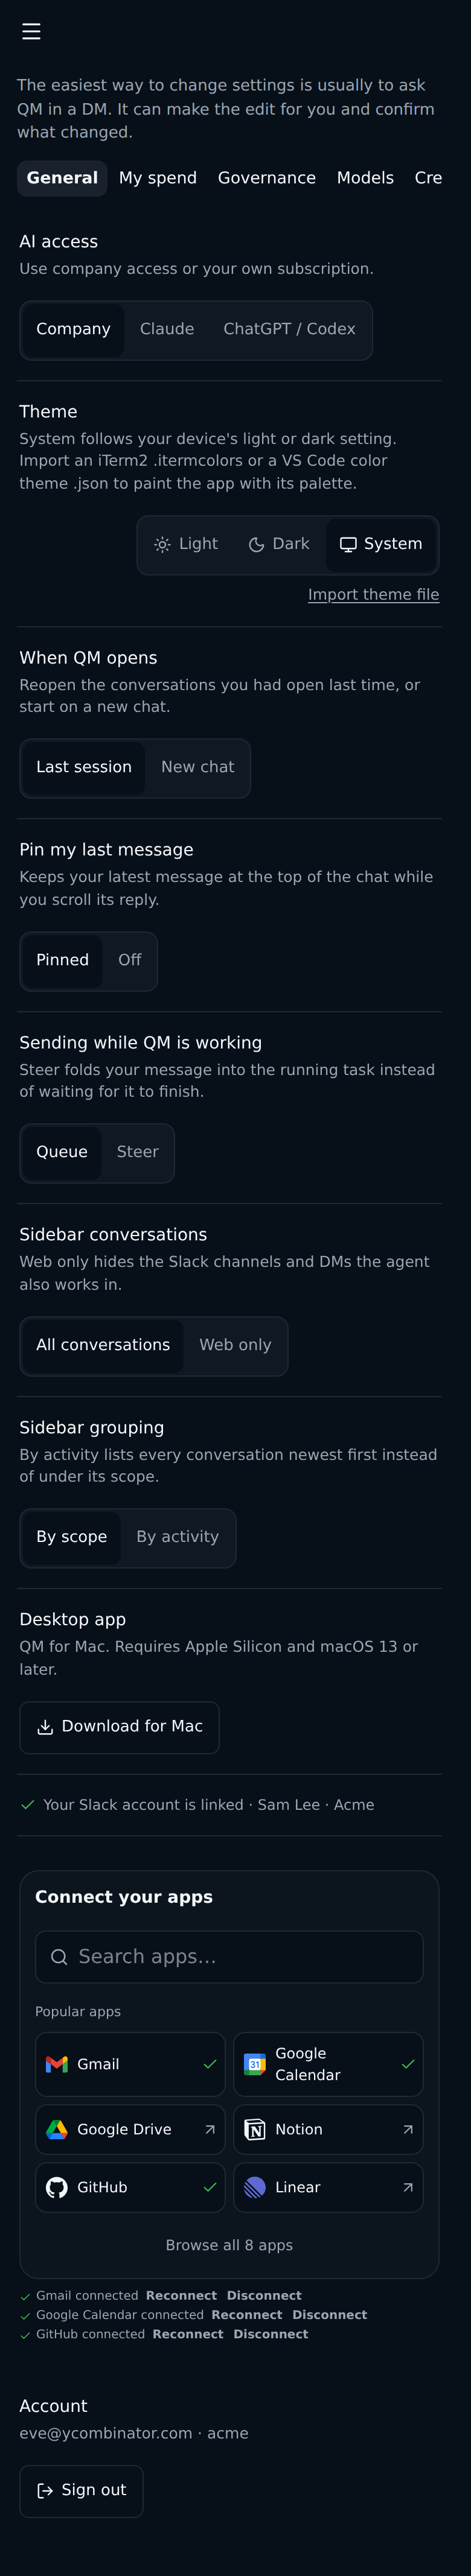 The easiest way to change settings is usually to ask
QM in a DM. It can make the edit for you and confirm
what changed.
General My spend Governance Models Cre
AI access
Use company access or your own subscription.
Company Claude ChatGPT / Codex
Theme
System follows your device's light or dark setting.
Import an iTerm2 .itermcolors or a VS Code color
theme .json to paint the app with its palette.
Light Dark System
Import theme file
When QM opens
Reopen the conversations you had open last time, or
start on a new chat.
Last session New chat
Pin my last message
Keeps your latest message at the top of the chat while
you scroll its reply.
Pinned Off
Sending while QM is working
Steer folds your message into the running task instead
of waiting for it to finish.
Queue Steer
Sidebar conversations
Web only hides the Slack channels and DMs the agent
also works in.
All conversations Web only
Sidebar grouping
By activity lists every conversation newest first instead
of under its scope.
By scope By activity
Desktop app
QM for Mac. Requires Apple Silicon and macOS 13 or
later.
Download for Mac
Your Slack account is linked · Sam Lee · Acme
Connect your apps
Search apps...
Popular apps
Gmail
31
Google
Calendar
Google Drive
Notion
GitHub
Linear
Browse all 8 apps
Gmail connected Reconnect Disconnect
Google Calendar connected Reconnect Disconnect
GitHub connected Reconnect Disconnect
Account
eve@ycombinator.com · acme
Sign out